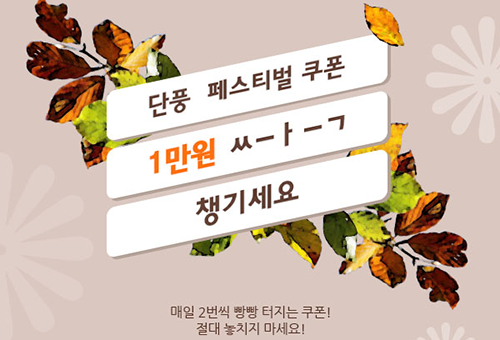 단풍 페스티벌 쿠폰
1만원 ㅆㅡㅏㅡㄱ
챙기세요
매일 2번씩 빵빵 터지는 쿠폰!
절대 놓치지 마세요!